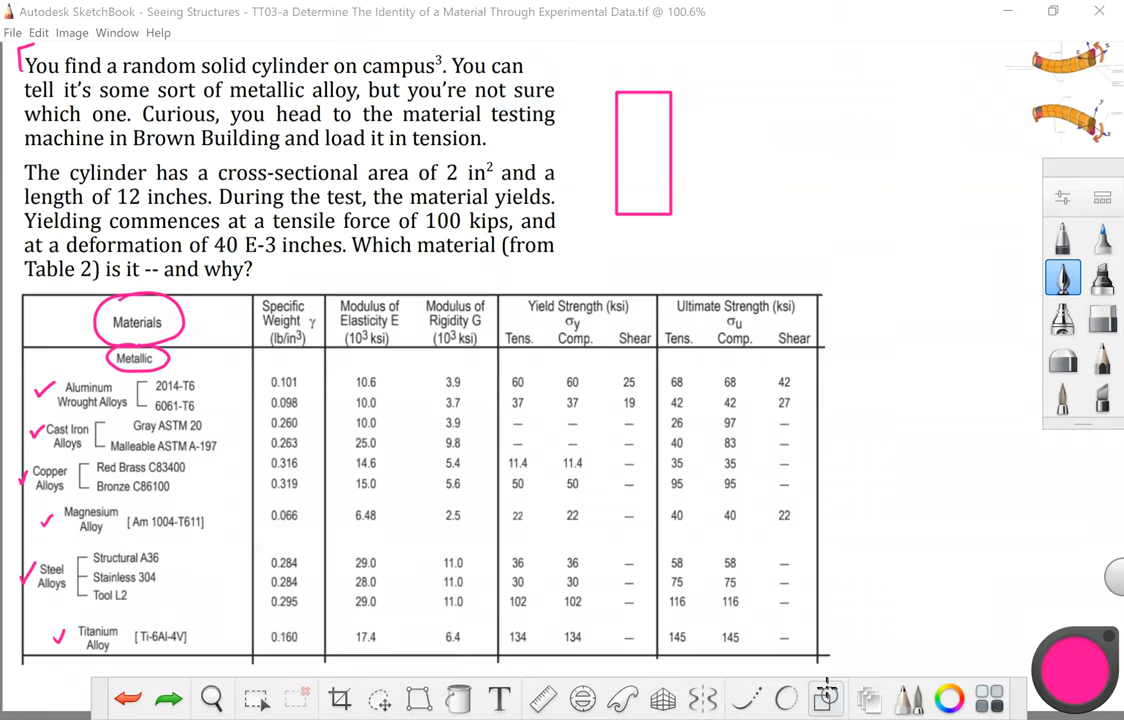 Autodesk SketchBook - Seeing Structures - TT03-a Determine The Identity of a Material Through Experimental Data.tif @ 100.6%
File Edit Image Window Help
You find a random solid cylinder on campus³. You can
tell it's some sort of metallic alloy, but you're not sure
which one. Curious, you head to the material testing
machine in Brown Building and load it in tension.
The cylinder has a cross-sectional area of 2 in² and a
length of 12 inches. During the test, the material yields.
Yielding commences at a tensile force of 100 kips, and
at a deformation of 40 E-3 inches. Which material (from
Table 2) is it -- and why?
Materials
Specific Weight γ (lb/in³)
Modulus of Elasticity E (10³ ksi)
Modulus of Rigidity G (10³ ksi)
Yield Strength (ksi) σy
Tens. Comp. Shear
Ultimate Strength (ksi) σu
Tens. Comp. Shear
Metallic
Aluminum Wrought Alloys
2014-T6 0.101 10.6 3.9 60 60 25 68 68 42
6061-T6 0.098 10.0 3.7 37 37 19 42 42 27
Cast Iron Alloys
Gray ASTM 20 0.260 10.0 3.9 – – – 26 97 –
Malleable ASTM A-197 0.263 25.0 9.8 – – – 40 83 –
Copper Alloys
Red Brass C83400 0.316 14.6 5.4 11.4 11.4 – 35 35 –
Bronze C86100 0.319 15.0 5.6 50 50 – 95 95 –
Magnesium Alloy
[Am 1004-T611] 0.066 6.48 2.5 22 22 – 40 40 22
Steel Alloys
Structural A36 0.284 29.0 11.0 36 36 – 58 58 –
Stainless 304 0.284 28.0 11.0 30 30 – 75 75 –
Tool L2 0.295 29.0 11.0 102 102 – 116 116 –
Titanium Alloy
[Ti-6Al-4V] 0.160 17.4 6.4 134 134 – 145 145 –